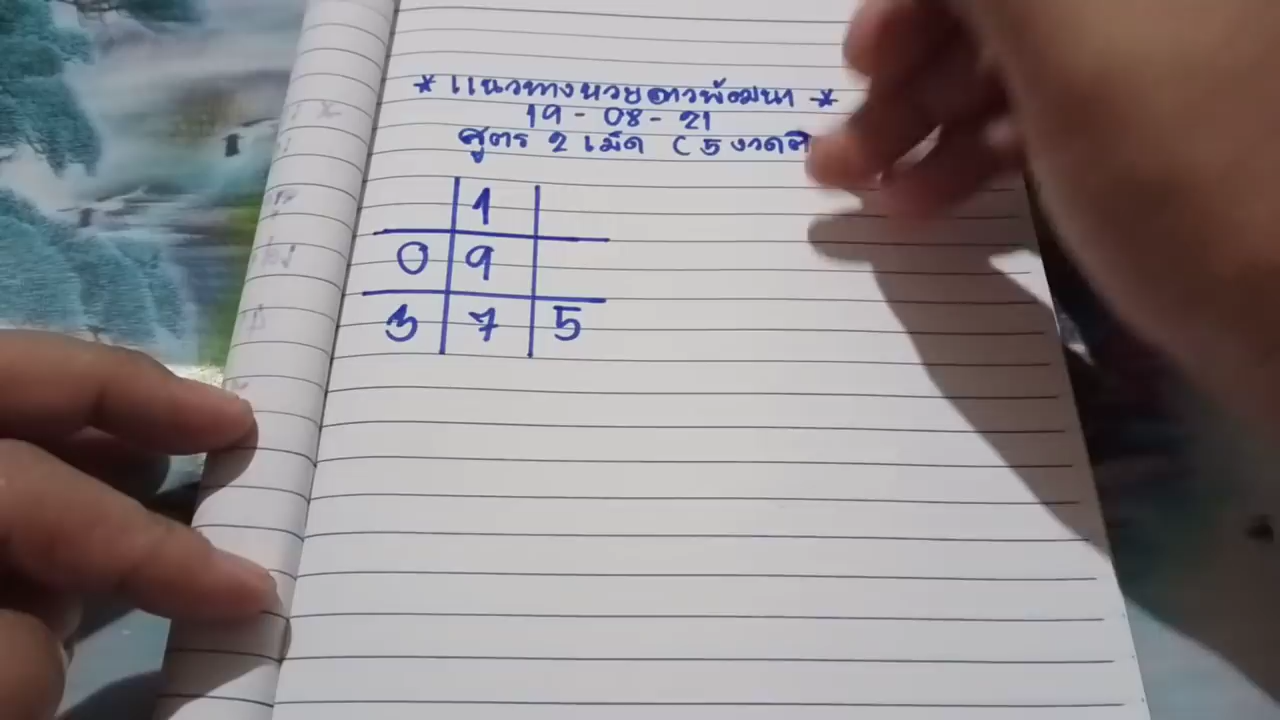 * แนวทางหวยลาวพัฒนา *
19 - 08 - 21
สูตร 2 เม็ด ( 5 งวดติ
1
0 9
3 7 5